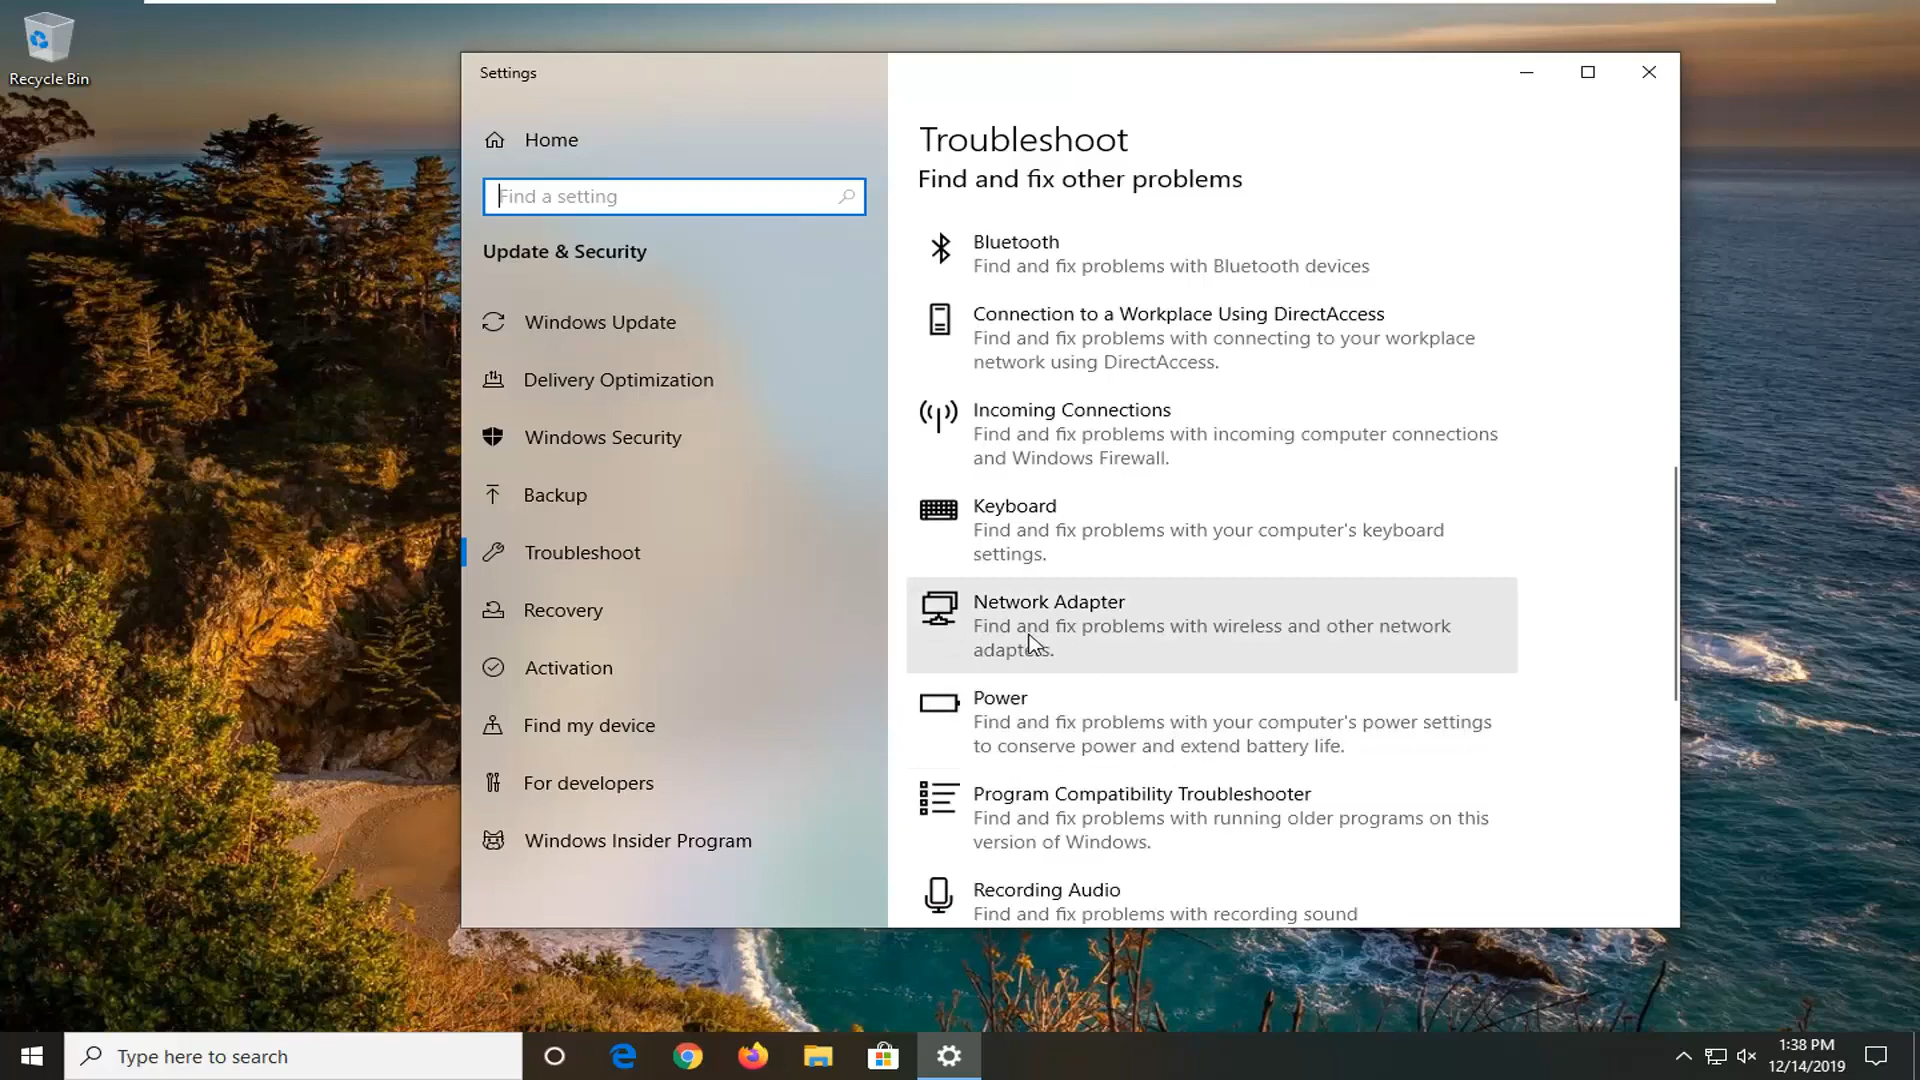 Recycle Bin
Settings
Home
Find a setting
Update & Security
Windows Update
Delivery Optimization
Windows Security
Backup
Troubleshoot
Recovery
Activation
Find my device
For developers
Windows Insider Program
Troubleshoot
Find and fix other problems
Bluetooth
Find and fix problems with Bluetooth devices
Connection to a Workplace Using DirectAccess
Find and fix problems with connecting to your workplace
network using DirectAccess.
Incoming Connections
Find and fix problems with incoming computer connections
and Windows Firewall.
Keyboard
Find and fix problems with your computer's keyboard
settings.
Network Adapter
Find and fix problems with wireless and other network
adapters.
Power
Find and fix problems with your computer's power settings
to conserve power and extend battery life.
Program Compatibility Troubleshooter
Find and fix problems with running older programs on this
version of Windows.
Recording Audio
Find and fix problems with recording sound
Type here to search
1:38 PM
12/14/2019